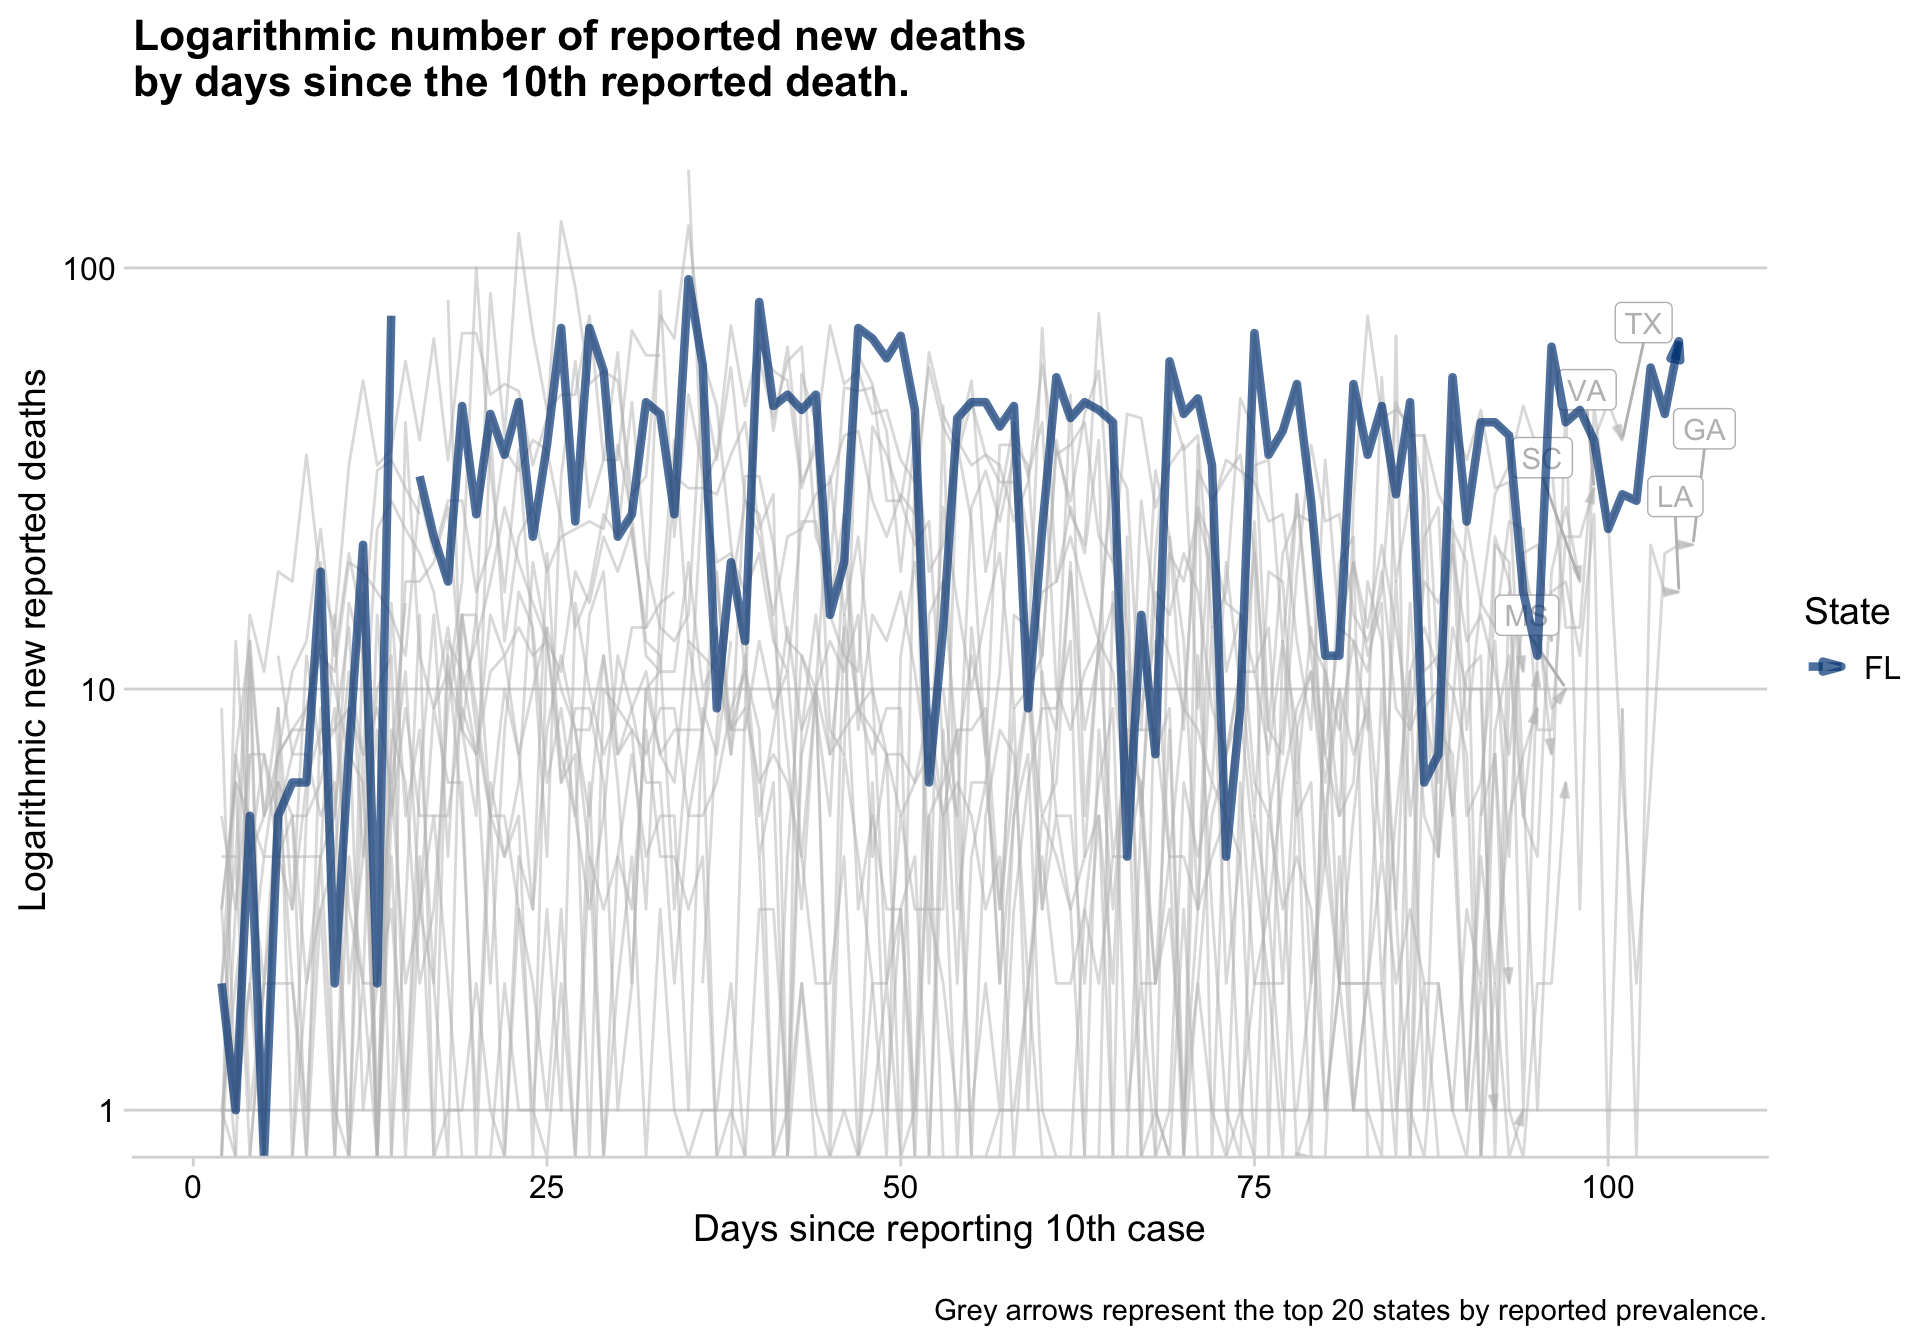 Logarithmic number of reported new deaths
by days since the 10th reported death.
Logarithmic new reported deaths
100
10
1
TX
VA
GA
SC
LA
MS
State
FL
0
25
50
75
100
Days since reporting 10th case
Grey arrows represent the top 20 states by reported prevalence.